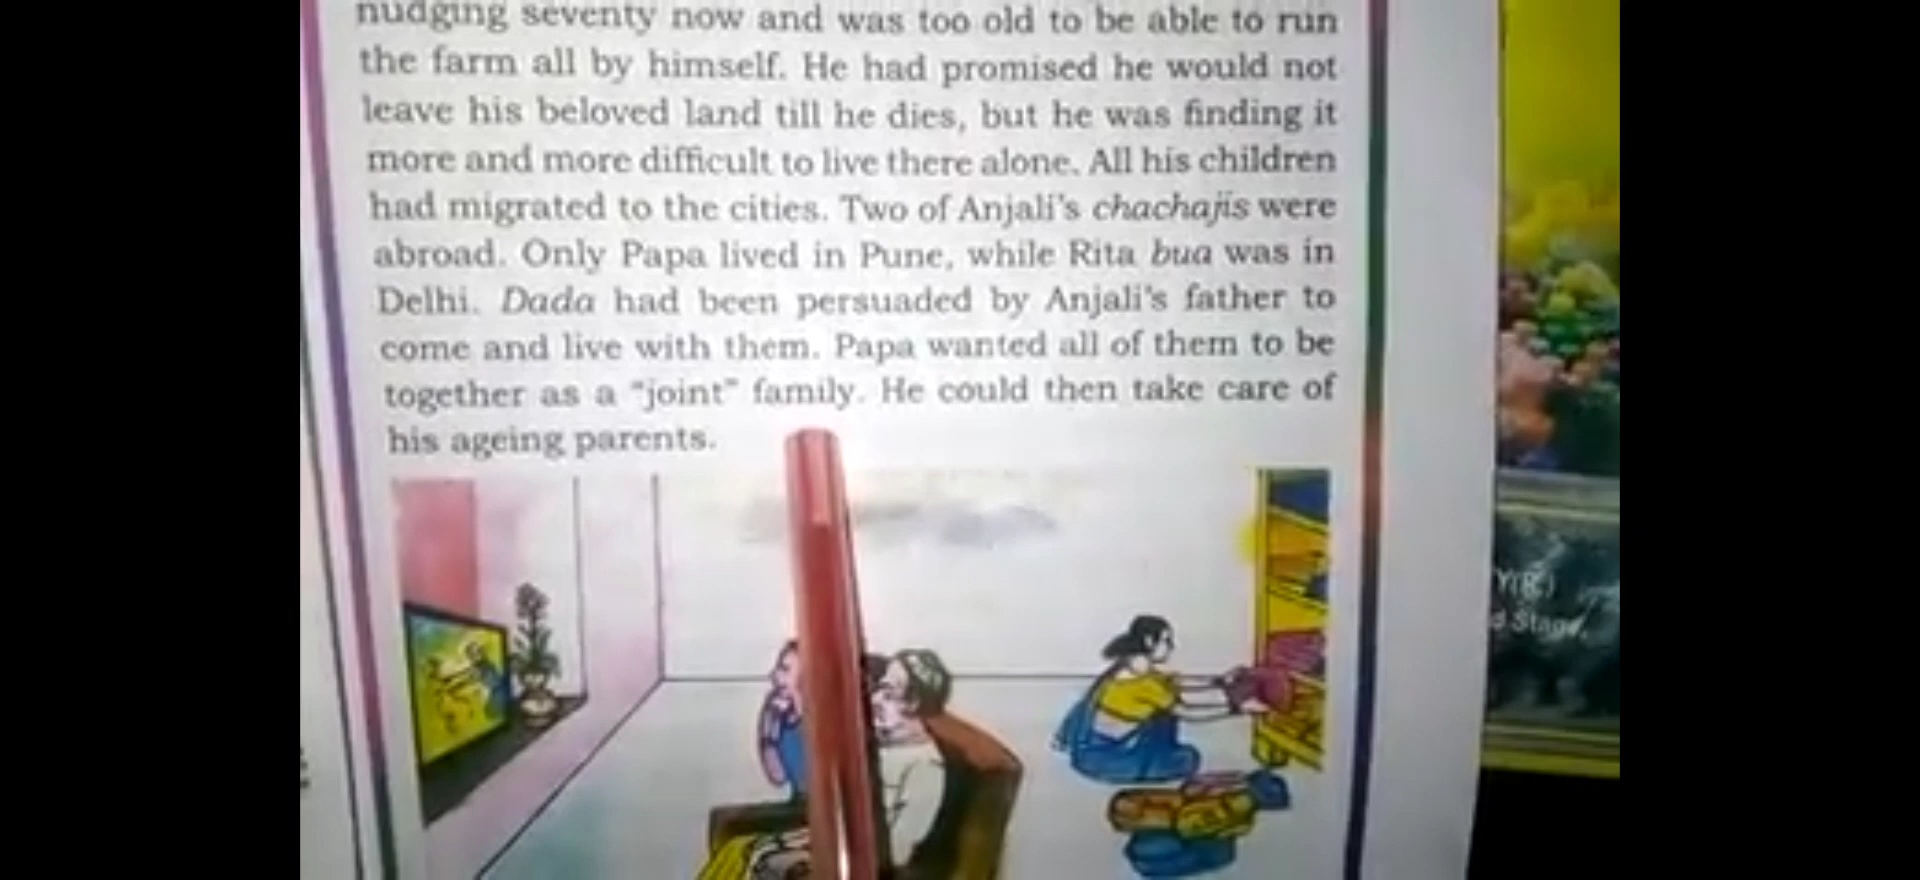 nudging seventy now and was too old to be able to run
the farm all by himself. He had promised he would not
leave his beloved land till he dies, but he was finding it
more and more difficult to live there alone. All his children
had migrated to the cities. Two of Anjali's chachajis were
abroad. Only Papa lived in Pune, while Rita bua was in
Delhi. Dada had been persuaded by Anjali's father to
come and live with them. Papa wanted all of them to be
together as a "joint" family. He could then take care of
his ageing parents.
Y(R.)
Stage,